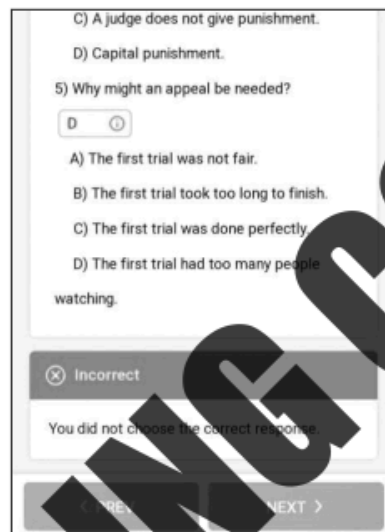 C) A judge does not give punishment.
D) Capital punishment.
5) Why might an appeal be needed?
D
A) The first trial was not fair.
B) The first trial took too long to finish.
C) The first trial was done perfectly.
D) The first trial had too many people
watching.
Incorrect
You did not choose the correct response.
< PREV
NEXT >
NG C